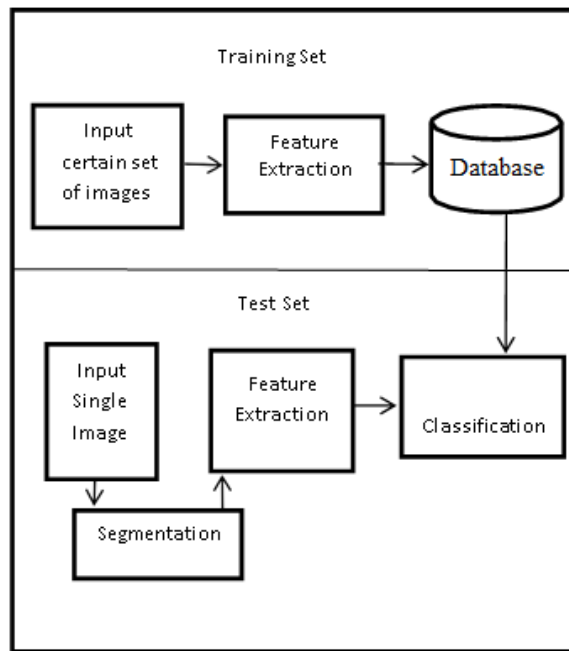 Training Set
Input
certain set
of images
Feature
Extraction
Database
Test Set
Input
Single
Image
Segmentation
Feature
Extraction
Classification